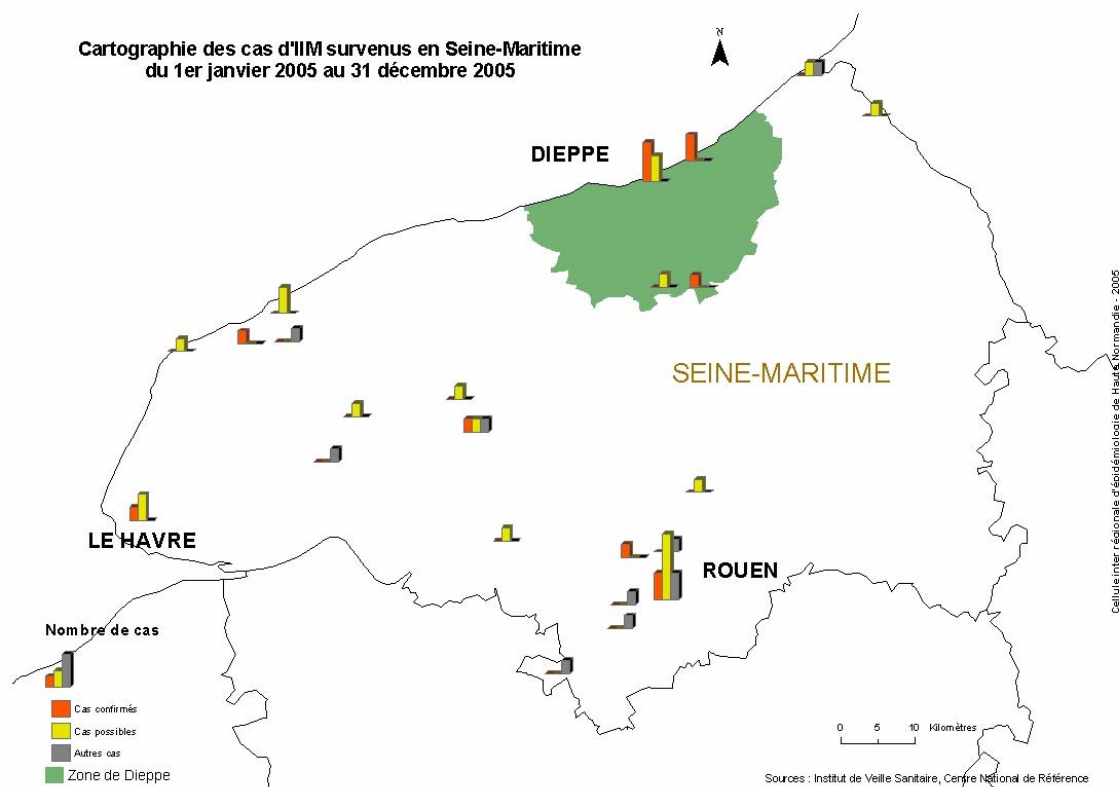 Cartographie des cas d'IIM survenus en Seine-Maritime
du 1er janvier 2005 au 31 décembre 2005
N
DIEPPE
SEINE-MARITIME
LE HAVRE
ROUEN
Nombre de cas
Cas confirmés
Cas possibles
Autres cas
Zone de Dieppe
0 5 10 Kilomètres
Sources : Institut de Veille Sanitaire, Centre National de Référence
Cellule inter régionale d'épidémiologie de Haute Normandie - 2005